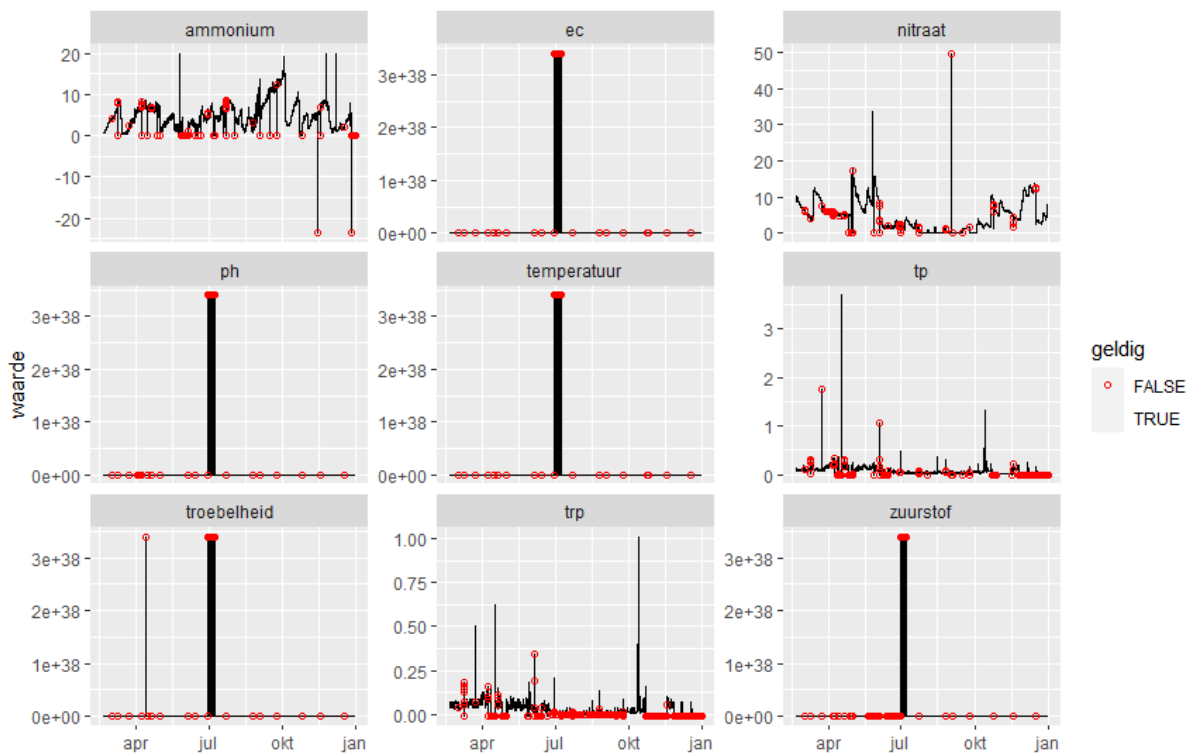 ammonium
20
10
0
-10
-20
ec
3e+38
2e+38
1e+38
0e+00
nitraat
50
40
30
20
10
0
waarde
ph
3e+38
2e+38
1e+38
0e+00
temperatuur
3e+38
2e+38
1e+38
0e+00
tp
3
2
1
0
geldig
FALSE
TRUE
troebelheid
3e+38
2e+38
1e+38
0e+00
apr jul okt jan
trp
1.00
0.75
0.50
0.25
0.00
apr jul okt jan
zuurstof
3e+38
2e+38
1e+38
0e+00
apr jul okt jan